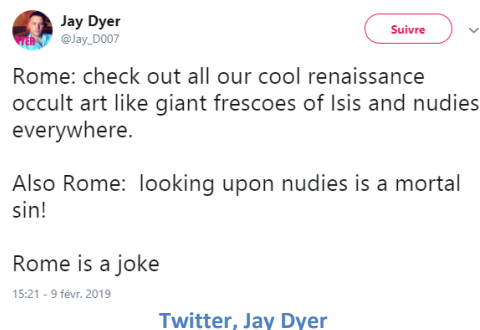 Jay Dyer
@Jay_D007
Suivre
Rome: check out all our cool renaissance
occult art like giant frescoes of Isis and nudies
everywhere.
Also Rome:  looking upon nudies is a mortal
sin!
Rome is a joke
15:21 - 9 févr. 2019
Twitter, Jay Dyer